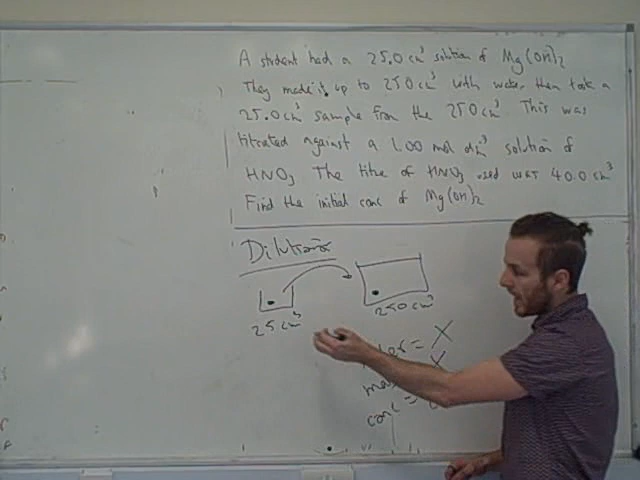 A student had a 25.0 cm³ solution of Mg(OH)₂
They made it up to 250 cm³ with water, then took a
25.0 cm³ sample from the 250 cm³. This was
titrated against a 1.00 mol dm⁻³ solution of
HNO₃ The titre of HNO₃ used was 40.0 cm³
Find the initial conc of Mg(OH)₂
Dilutions
25 cm³
250 cm³
= X
X
conc =